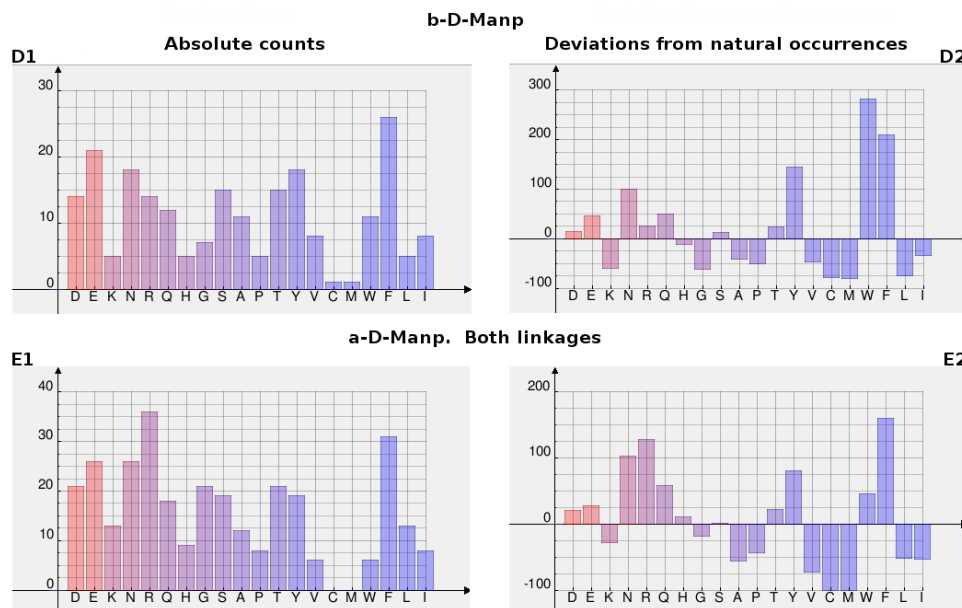 b-D-Manp
Absolute counts
Deviations from natural occurrences
D1
D2
30
20
10
0
D E K N R Q H G S A P T Y V C M W F L I
300
200
100
0
-100
D E K N R Q H G S A P T Y V C M W F L I
a-D-Manp. Both linkages
E1
E2
40
30
20
10
0
D E K N R Q H G S A P T Y V C M W F L I
200
100
0
-100
D E K N R Q H G S A P T Y V C M W F L I